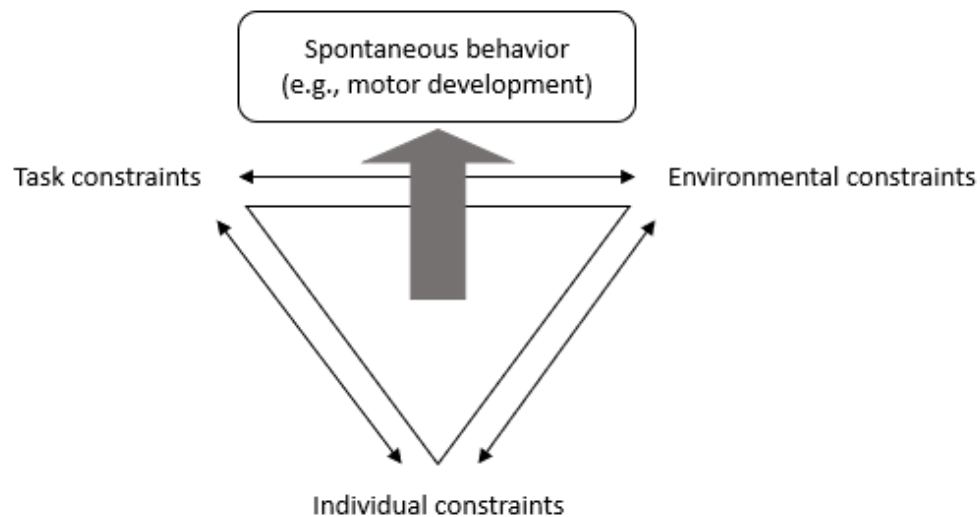 Spontaneous behavior
(e.g., motor development)
Task constraints
Environmental constraints
Individual constraints